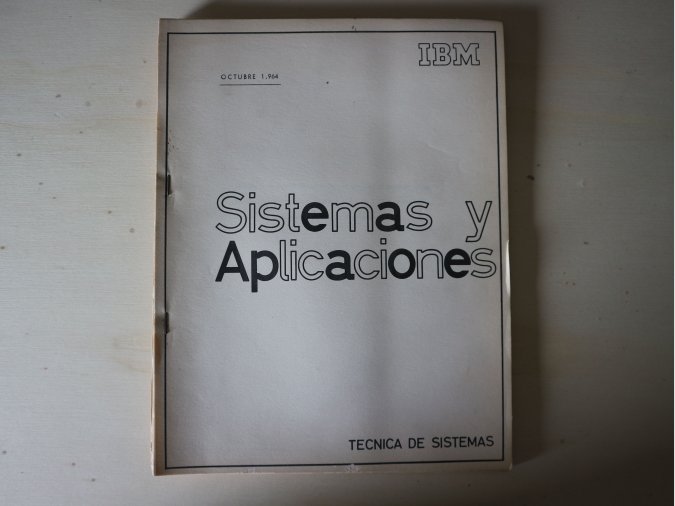 IBM
OCTUBRE 1.964
Sistemas y
Aplicaciones
TECNICA DE SISTEMAS